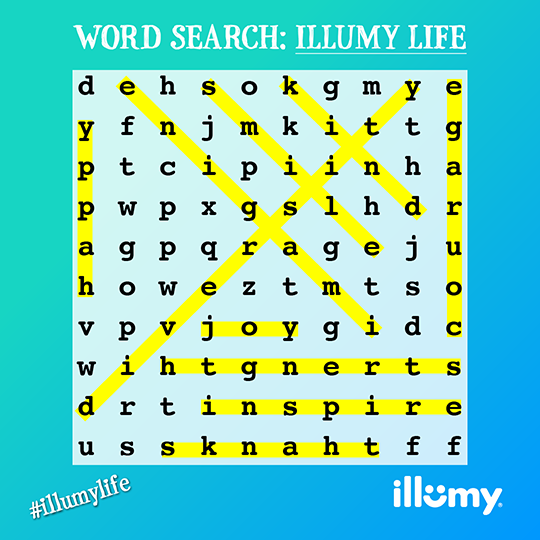 WORD SEARCH: ILLUMY LIFE
d e h s o k g m y e
y f n j m k i t t g
p t c i p i i n h a
p w p x g s l h d r
a g p q r a g e j u
h o w e z t m t s o
v p v j o y g i d c
w i h t g n e r t s
d r t i n s p i r e
u s s k n a h t f f
#illumylife
illumy